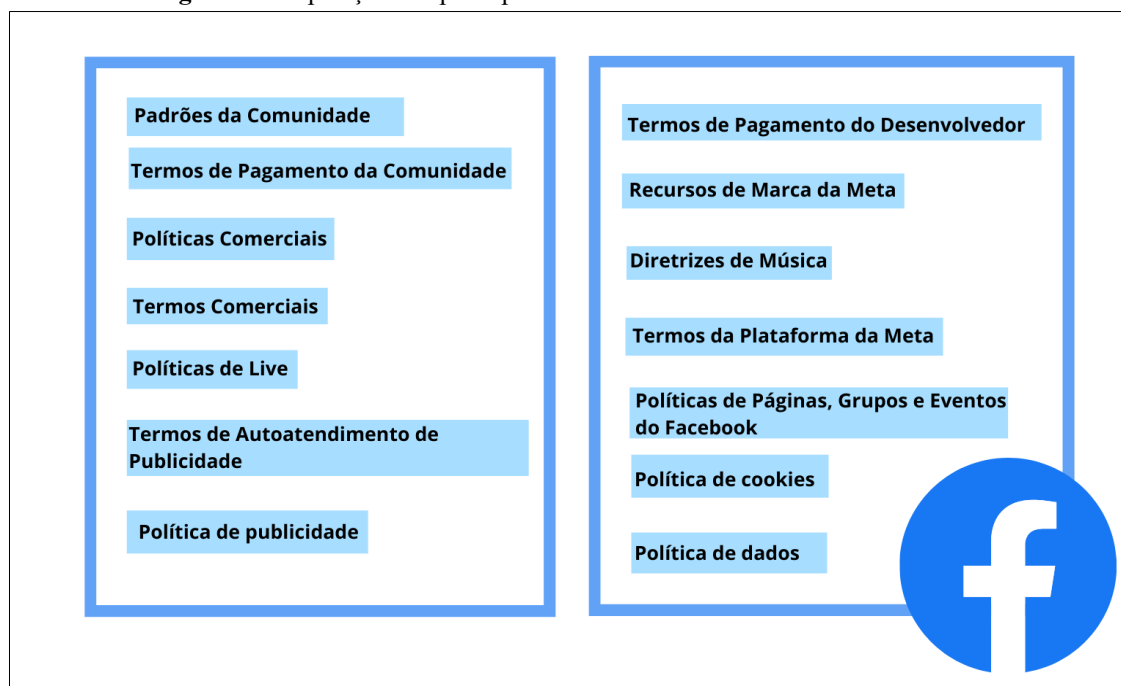 Padrões da Comunidade
Termos de Pagamento da Comunidade
Políticas Comerciais
Termos Comerciais
Políticas de Live
Termos de Autoatendimento de
Publicidade
Política de publicidade
Termos de Pagamento do Desenvolvedor
Recursos de Marca da Meta
Diretrizes de Música
Termos da Plataforma da Meta
Políticas de Páginas, Grupos e Eventos
do Facebook
Política de cookies
Política de dados